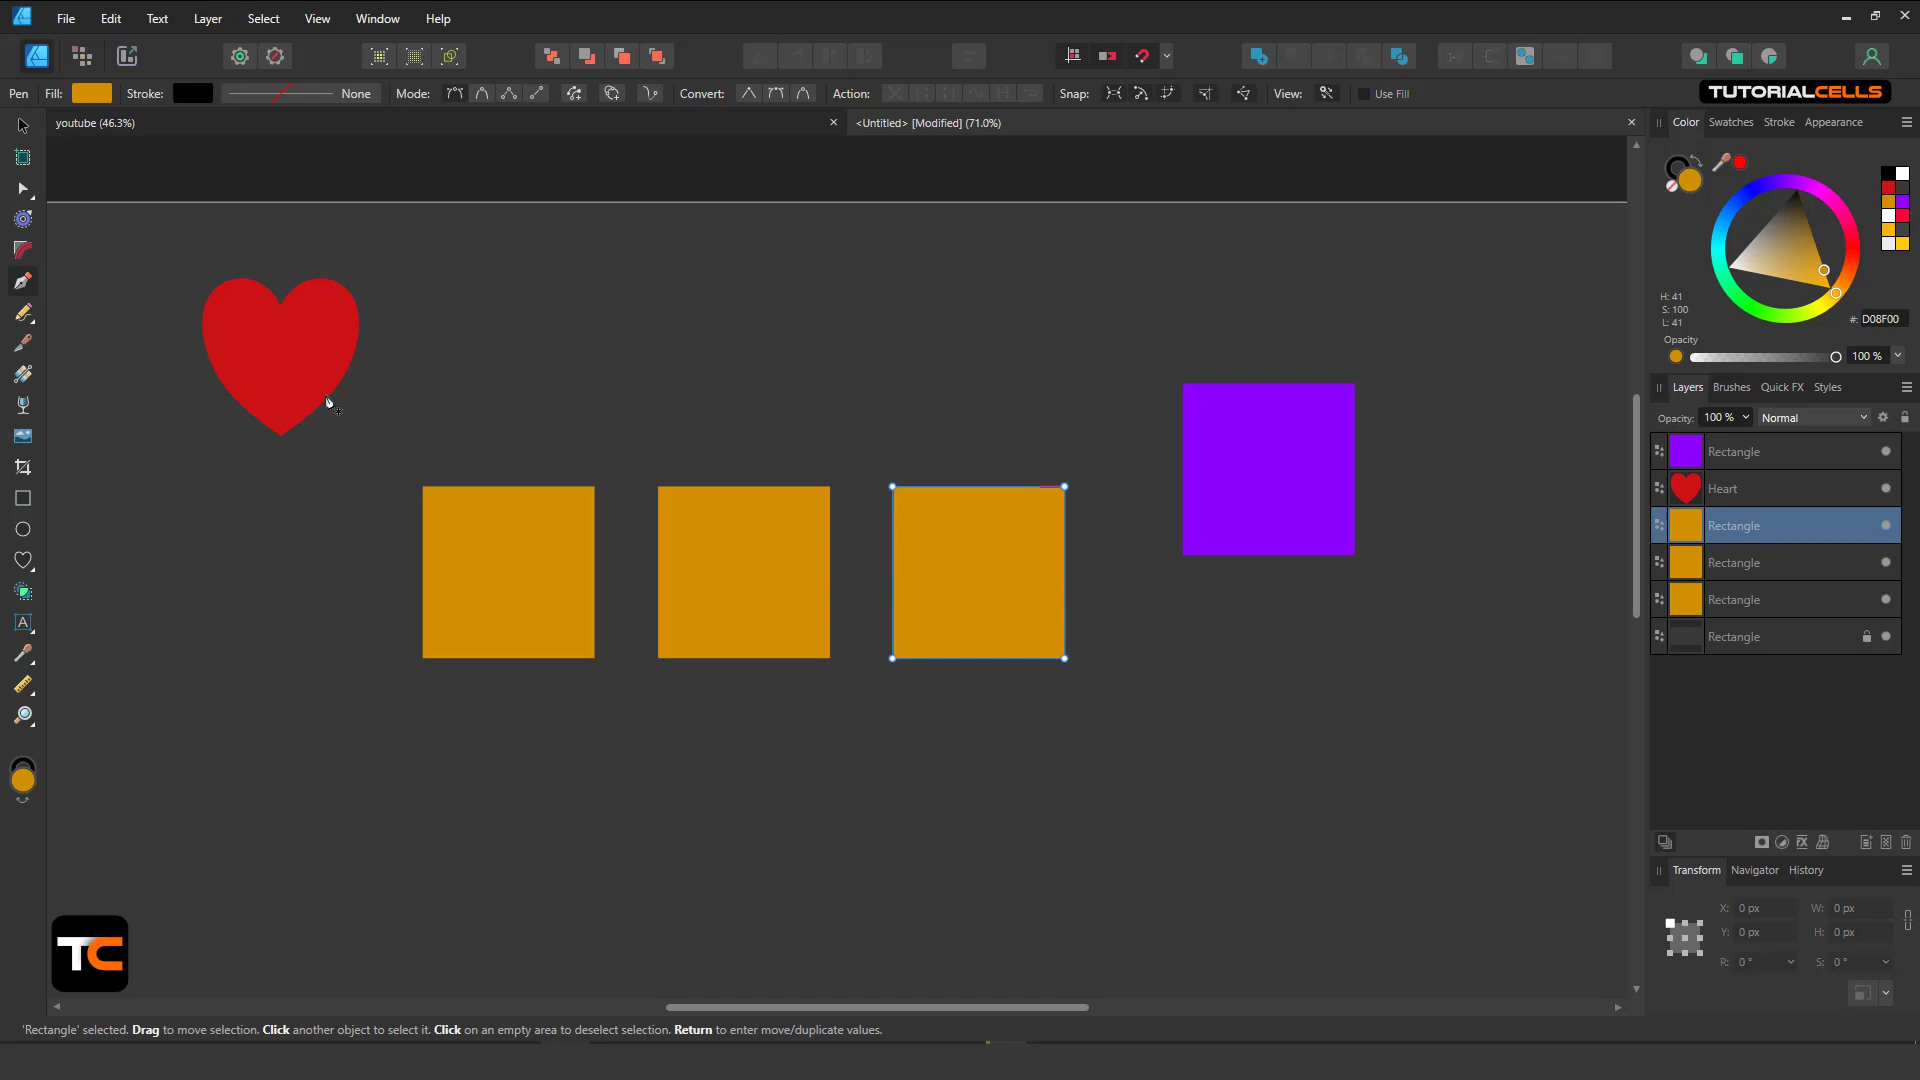 File Edit Text Layer Select View Window Help
Pen Fill: Stroke: None Mode: Convert: Action: Snap: View: Use Fill
TUTORIALCELLS
youtube (46.3%)
<Untitled> [Modified] (71.0%)
Color Swatches Stroke Appearance
H: 41
S: 100
L: 41
#: D08F00
Opacity
100 %
Layers Brushes Quick FX Styles
Opacity: 100 % Normal
Rectangle
Heart
Rectangle
Rectangle
Rectangle
Rectangle
Transform Navigator History
X: 0 px W: 0 px
Y: 0 px H: 0 px
R: 0 ° S: 0 °
TC
'Rectangle' selected. Drag to move selection. Click another object to select it. Click on an empty area to deselect selection. Return to enter move/duplicate values.